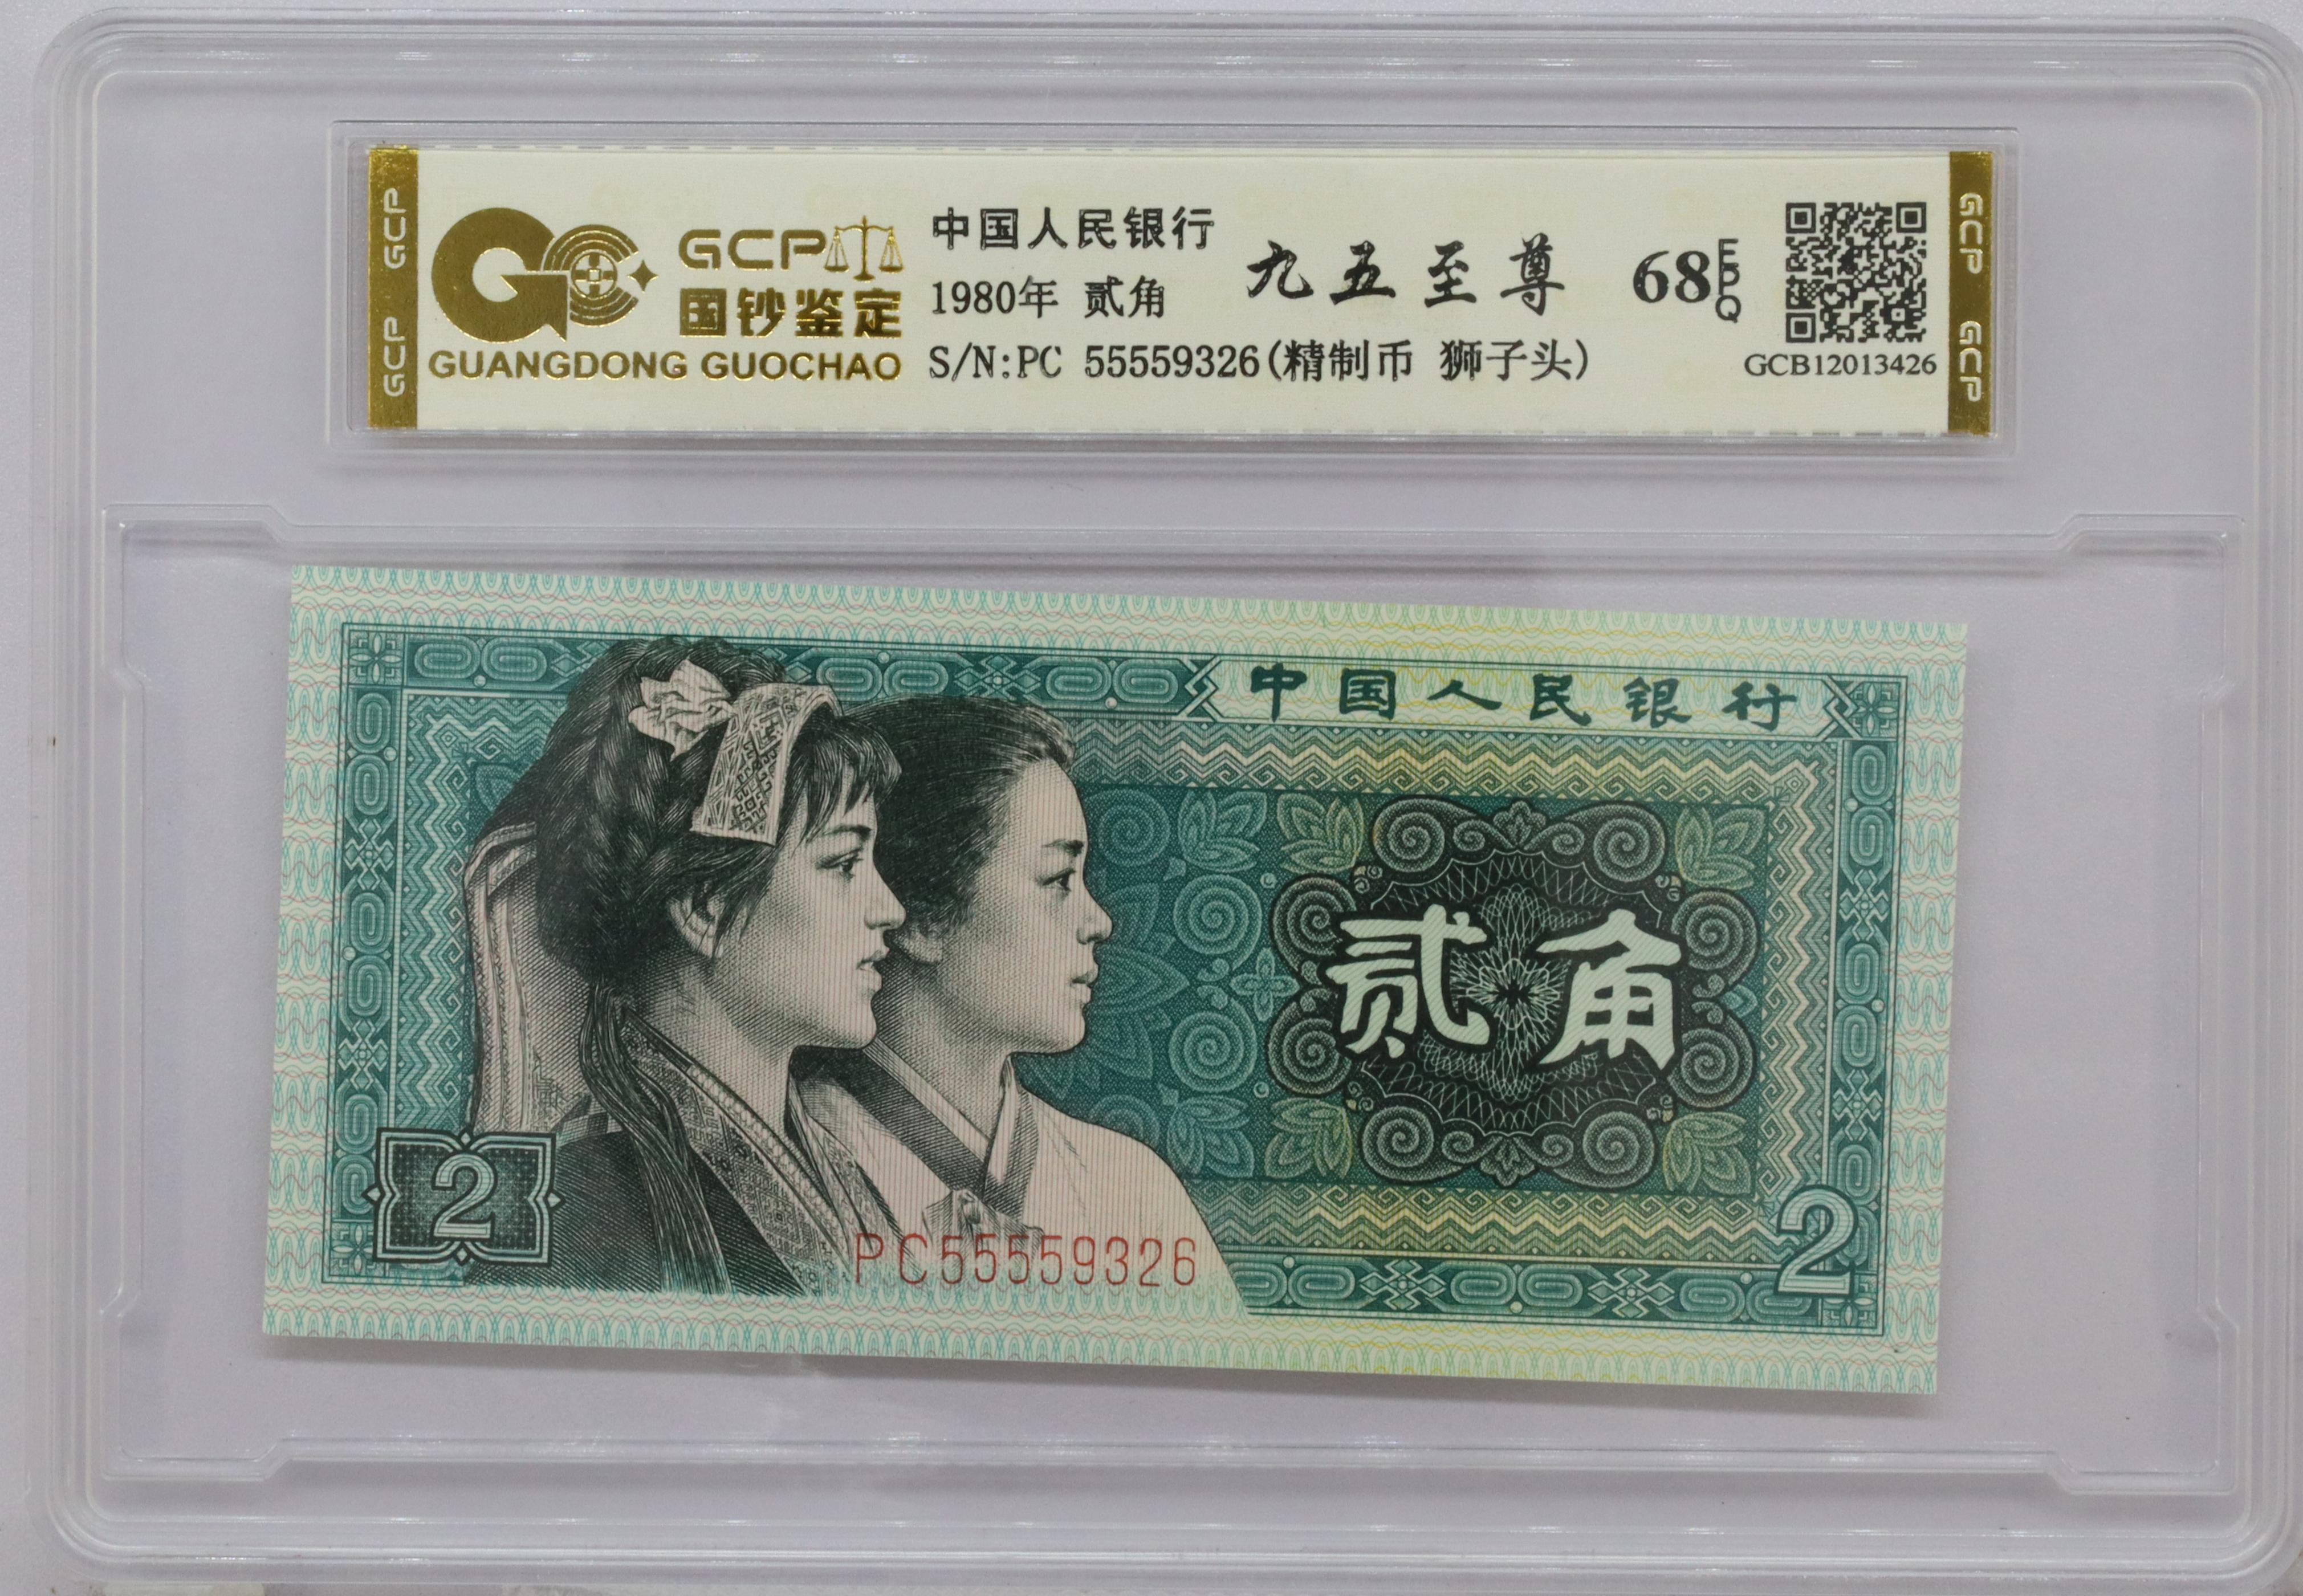 GCP GCP
GCP
国钞鉴定
GUANGDONG GUOCHAO
中国人民银行
1980年 贰角
S/N:PC 55559326(精制币 狮子头)
九五至尊
68 EPQ
GCB12013426
GCP GCP
中国人民银行
贰角
2
PC55559326
2